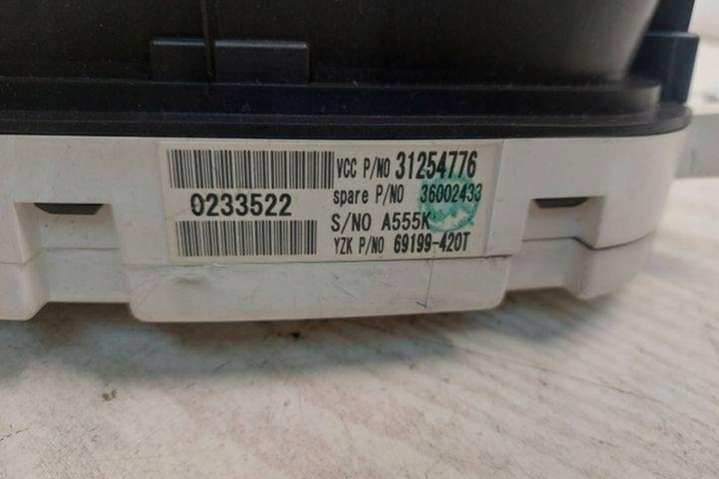 VCC P/NO 31254776
spare P/NO 36002433
0233522
S/NO A555K
YZK P/NO 69199-420T